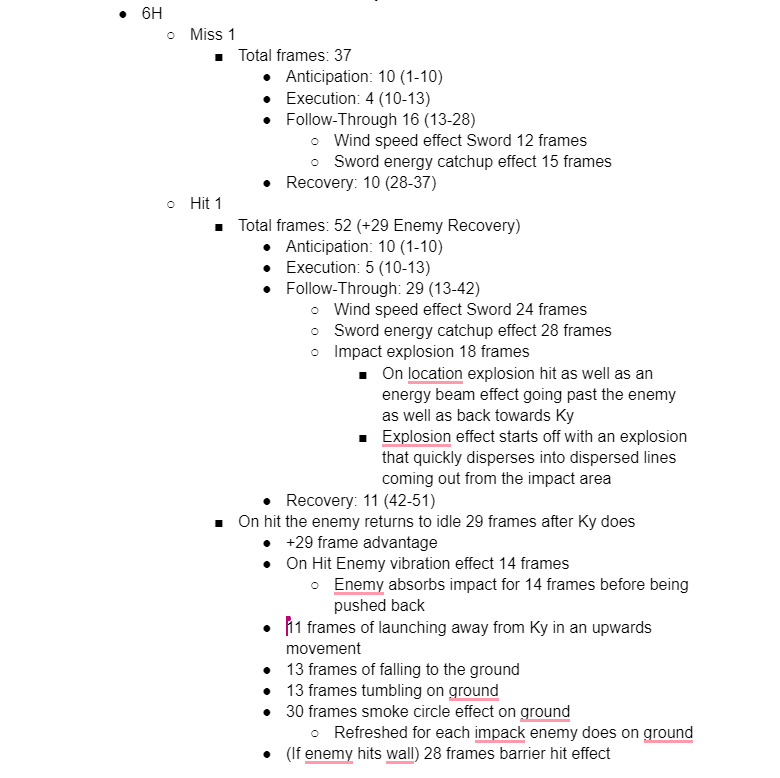 6H
Miss 1
Total frames: 37
Anticipation: 10 (1-10)
Execution: 4 (10-13)
Follow-Through 16 (13-28)
Wind speed effect Sword 12 frames
Sword energy catchup effect 15 frames
Recovery: 10 (28-37)
Hit 1
Total frames: 52 (+29 Enemy Recovery)
Anticipation: 10 (1-10)
Execution: 5 (10-13)
Follow-Through: 29 (13-42)
Wind speed effect Sword 24 frames
Sword energy catchup effect 28 frames
Impact explosion 18 frames
On location explosion hit as well as an
energy beam effect going past the enemy
as well as back towards Ky
Explosion effect starts off with an explosion
that quickly disperses into dispersed lines
coming out from the impact area
Recovery: 11 (42-51)
On hit the enemy returns to idle 29 frames after Ky does
+29 frame advantage
On Hit Enemy vibration effect 14 frames
Enemy absorbs impact for 14 frames before being
pushed back
11 frames of launching away from Ky in an upwards
movement
13 frames of falling to the ground
13 frames tumbling on ground
30 frames smoke circle effect on ground
Refreshed for each impack enemy does on ground
(If enemy hits wall) 28 frames barrier hit effect